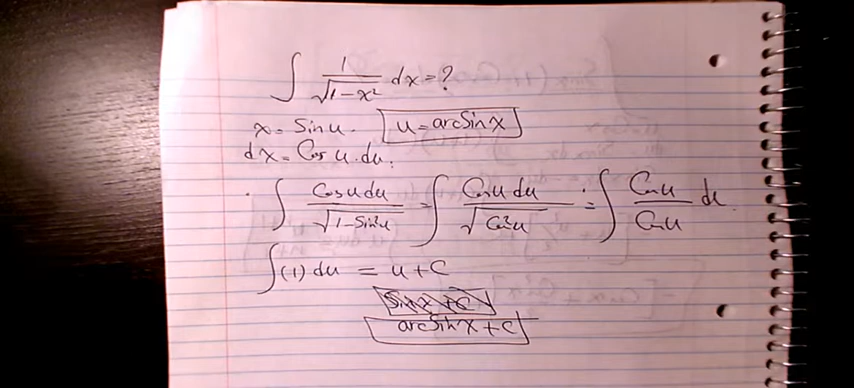 ∫ 1/√(1-x²) dx = ?
x = Sin u. u = arcSin x
dx = Cos u. du.
∫ Cos u du/√(1-Sin²u) = ∫ Cos u du/√(Cos²u) = ∫ Cos u/Cos u du
∫(1) du = u + C
arcSin x + C